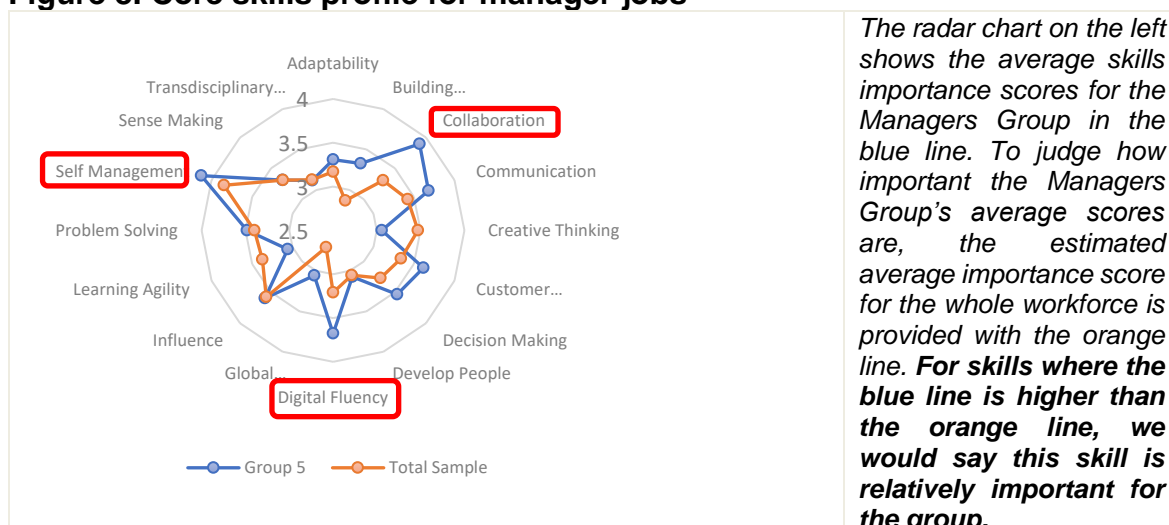 Figure 5: Core skills profile for manager jobs
Adaptability
Building...
Collaboration
Communication
Creative Thinking
Customer...
Decision Making
Develop People
Digital Fluency
Global...
Influence
Learning Agility
Problem Solving
Self Managemen
Sense Making
Transdisciplinary...
4
3.5
3
2.5
Group 5
Total Sample
The radar chart on the left
shows the average skills
importance scores for the
Managers Group in the
blue line. To judge how
important the Managers
Group's average scores
are, the estimated
average importance score
for the whole workforce is
provided with the orange
line. For skills where the
blue line is higher than
the orange line, we
would say this skill is
relatively important for
the group.